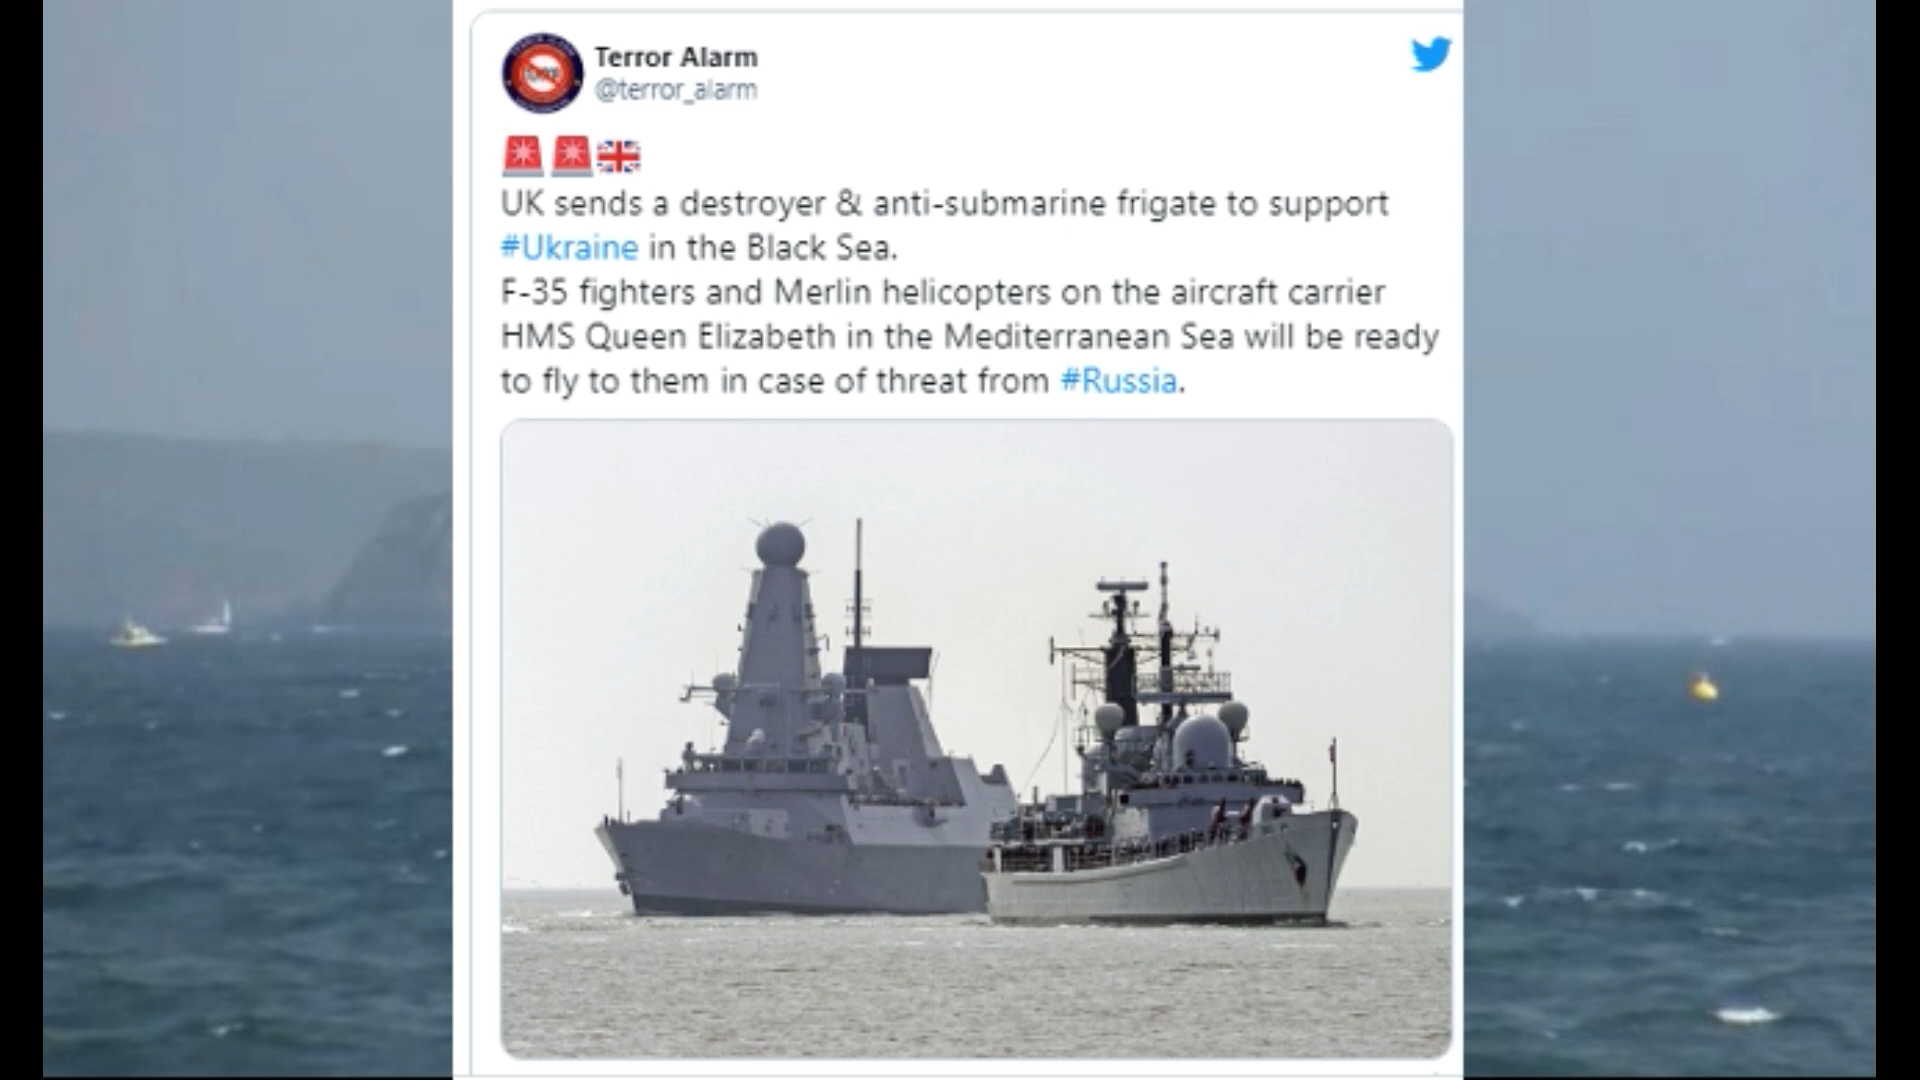 Terror Alarm
@terror_alarm
🚨🚨🇬🇧
UK sends a destroyer & anti-submarine frigate to support
#Ukraine in the Black Sea.
F-35 fighters and Merlin helicopters on the aircraft carrier
HMS Queen Elizabeth in the Mediterranean Sea will be ready
to fly to them in case of threat from #Russia.